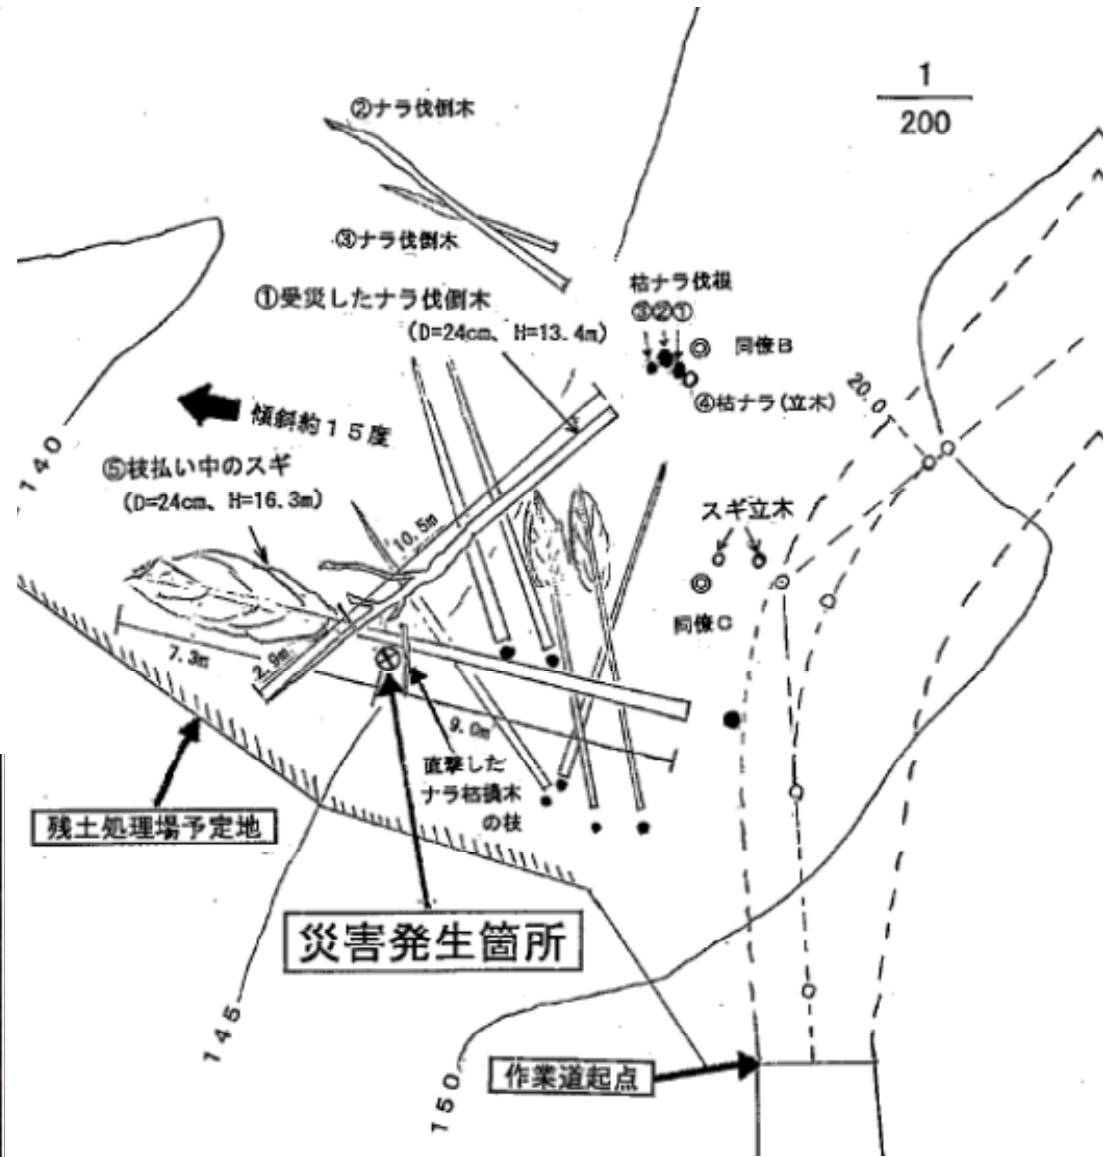 1
200
②ナラ伐倒木
③ナラ伐倒木
①受災したナラ伐倒木
(D=24cm、H=13.4m)
枯ナラ伐根
③②①
同僚B
④枯ナラ(立木)
20.0
傾斜約15度
140
⑤枝払い中のスギ
(D=24cm、H=16.3m)
10.5m
スギ立木
同僚C
7.3m
2.9m
9.0m
直撃した
ナラ枯損木
の枝
残土処理場予定地
災害発生箇所
145
作業道起点
150